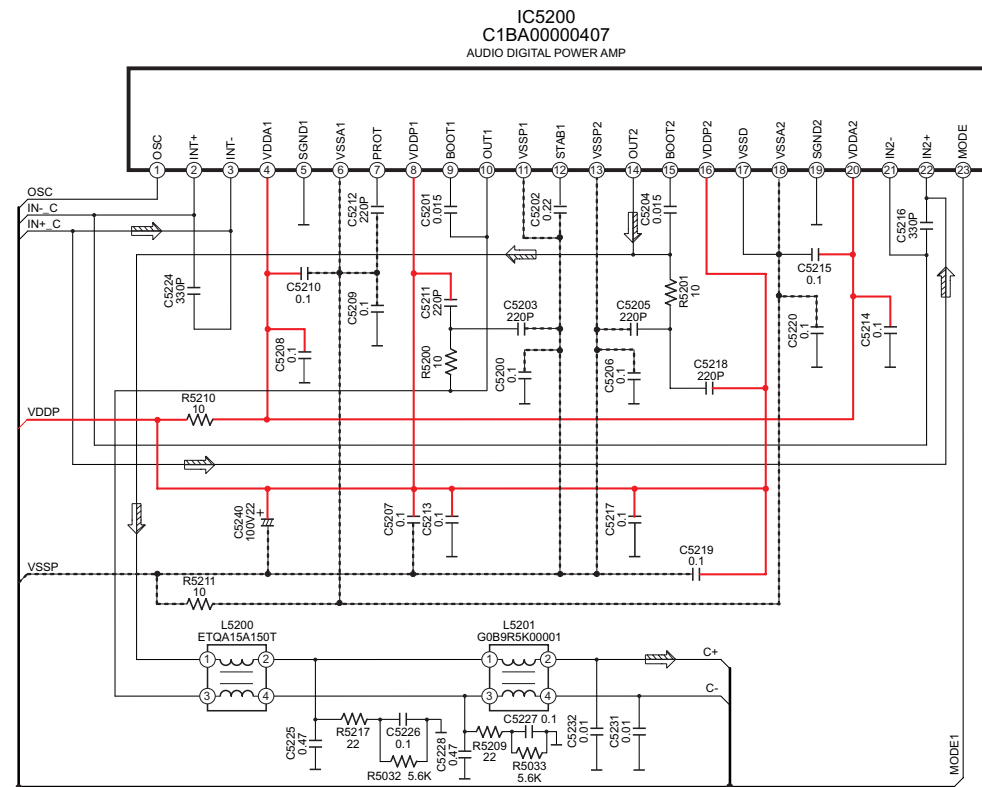 IC5200
C1BA00000407
AUDIO DIGITAL POWER AMP
OSC
INT+
INT-
VDDA1
SGND1
VSSA1
PROT
VDDP1
BOOT1
OUT1
VSSP1
STAB1
VSSP2
OUT2
BOOT2
VDDP2
VSSD
VSSA2
SGND2
VDDA2
IN2-
IN2+
MODE
1
2
3
4
5
6
7
8
9
10
11
12
13
14
15
16
17
18
19
20
21
22
23
OSC
IN-_C
IN+_C
C5224
330P
C5210
0.1
C5208
0.1
C5212
220P
C5209
0.1
C5201
0.015
C5211
220P
R5200
10
C5202
0.22
C5203
220P
C5200
0.1
C5205
220P
C5206
0.1
C5204
0.015
R5201
10
C5218
220P
C5215
0.1
C5220
0.1
C5214
0.1
C5216
330P
VDDP
R5210
10
C5240
100V22
+
C5207
0.1
C5213
0.1
C5217
0.1
C5219
0.1
VSSP
R5211
10
L5200
ETQA15A150T
1
2
3
4
L5201
G0B9R5K00001
1
2
3
4
C+
C-
C5225
0.47
R5217
22
C5226
0.1
R5032 5.6K
C5228
0.47
R5209
22
C5227 0.1
R5033
5.6K
C5232
0.01
C5231
0.01
MODE1